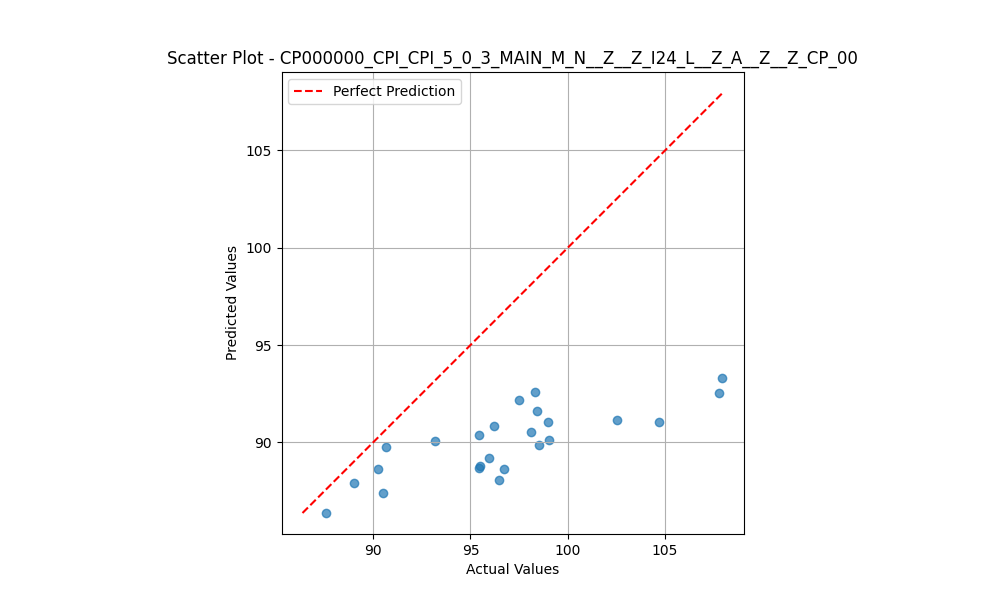 Scatter Plot - CP000000_CPI_CPI_5_0_3_MAIN_M_N__Z__Z_I24_L__Z_A__Z__Z_CP_00
Perfect Prediction
105
100
95
90
Predicted Values
90 95 100 105
Actual Values